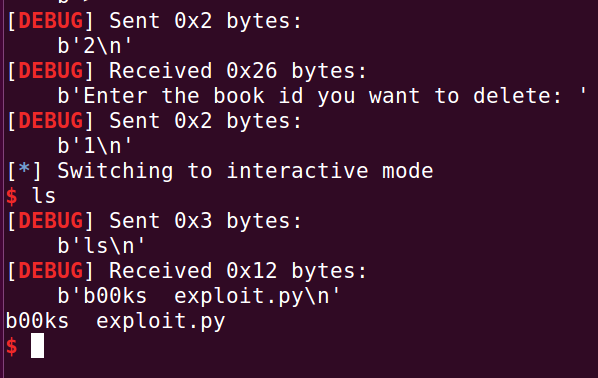 [DEBUG] Sent 0x2 bytes:
b'2\n'
[DEBUG] Received 0x26 bytes:
b'Enter the book id you want to delete: '
[DEBUG] Sent 0x2 bytes:
b'1\n'
[*] Switching to interactive mode
$ ls
[DEBUG] Sent 0x3 bytes:
b'ls\n'
[DEBUG] Received 0x12 bytes:
b'b00ks  exploit.py\n'
b00ks  exploit.py
$